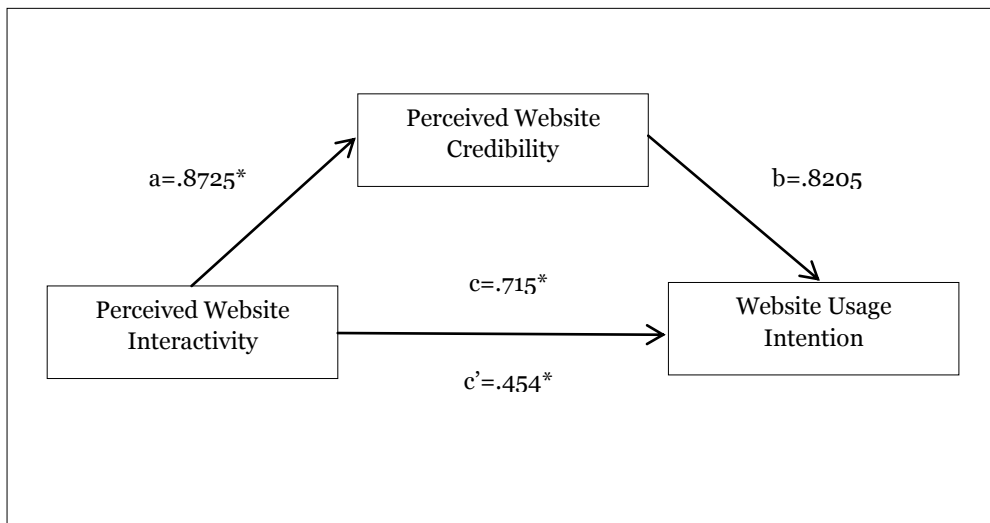 Perceived Website
Credibility
a=.8725*
b=.8205
c=.715*
Perceived Website
Interactivity
Website Usage
Intention
c’=.454*